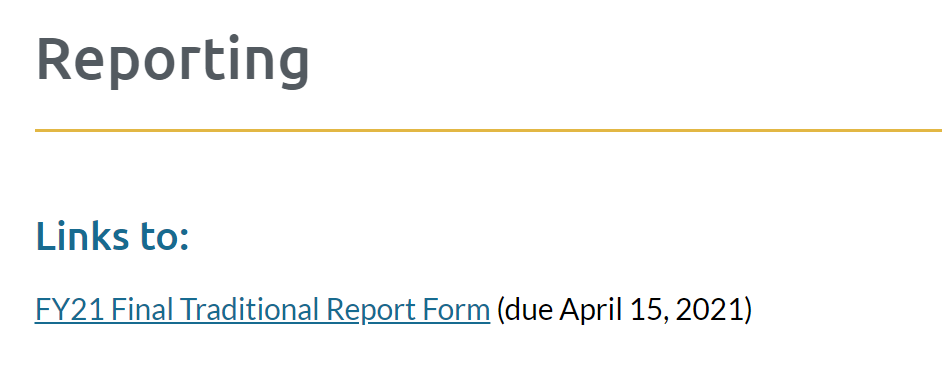 Reporting
Links to:
FY21 Final Traditional Report Form (due April 15, 2021)